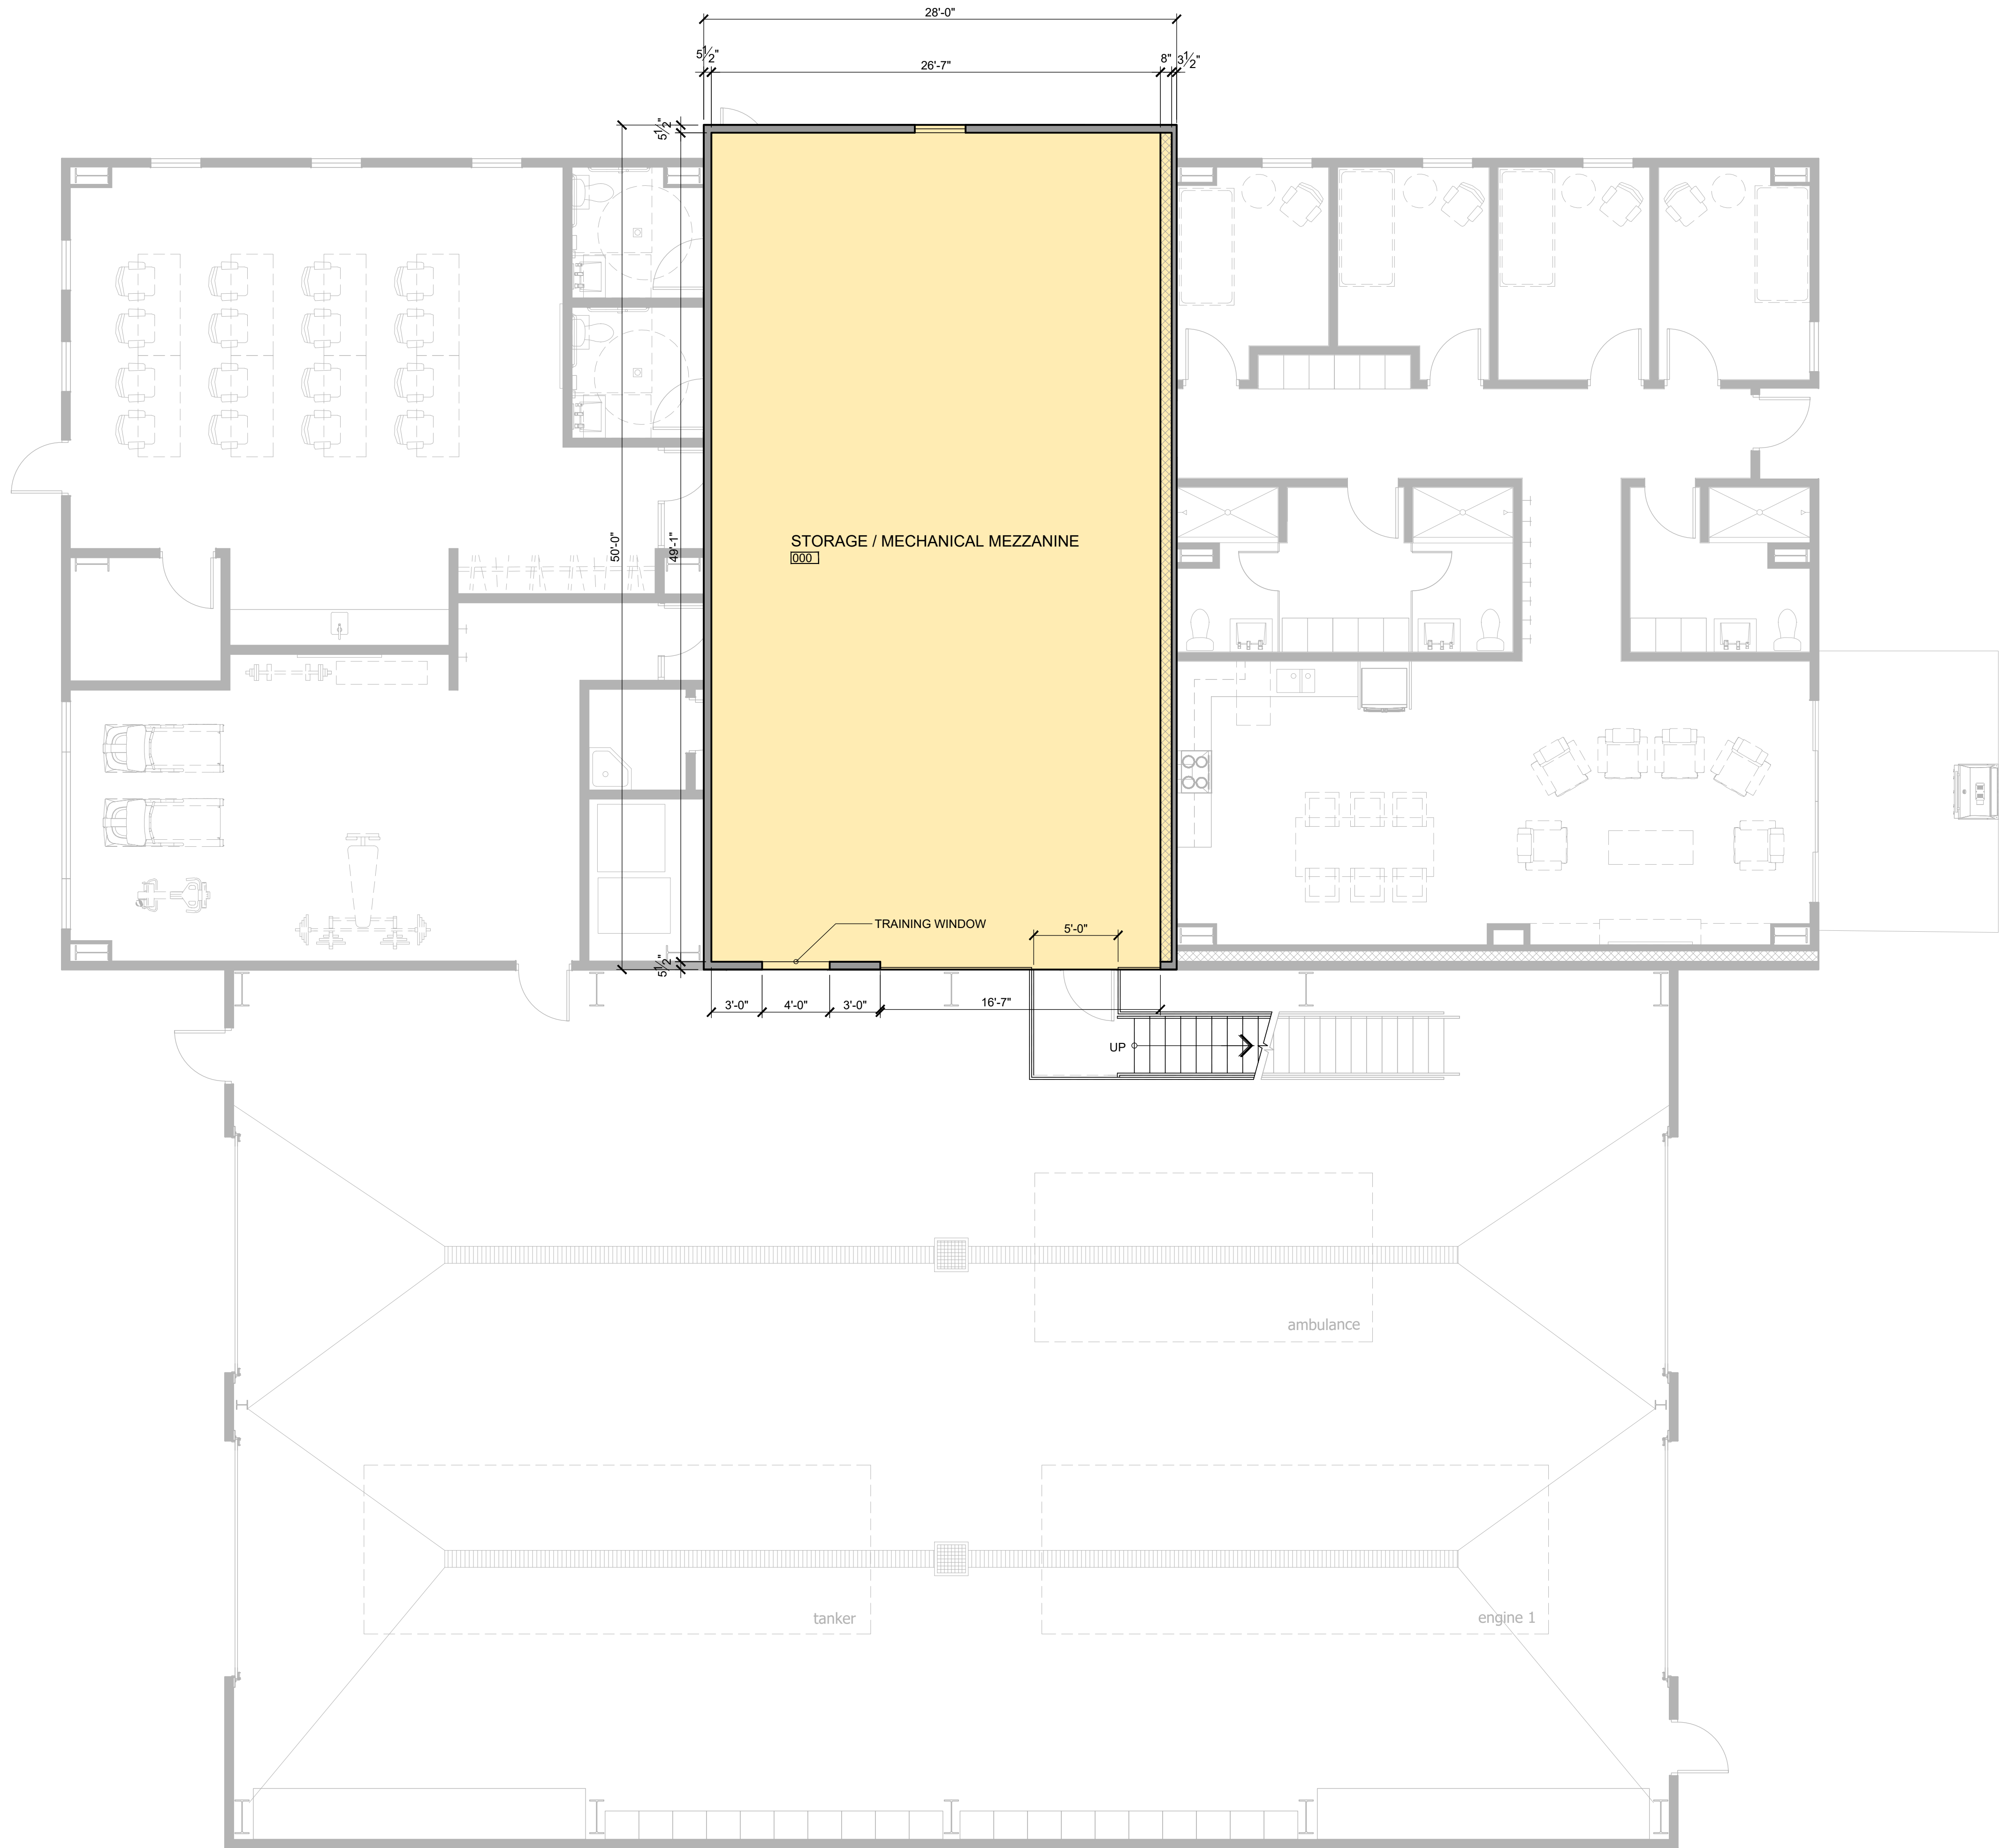 28'-0"
5 1/2"
26'-7"
8"
3 1/2"
5 1/2"
50'-0"
49'-1"
STORAGE / MECHANICAL MEZZANINE
000
TRAINING WINDOW
5'-0"
5 1/2"
3'-0"
4'-0"
3'-0"
16'-7"
UP
ambulance
tanker
engine 1